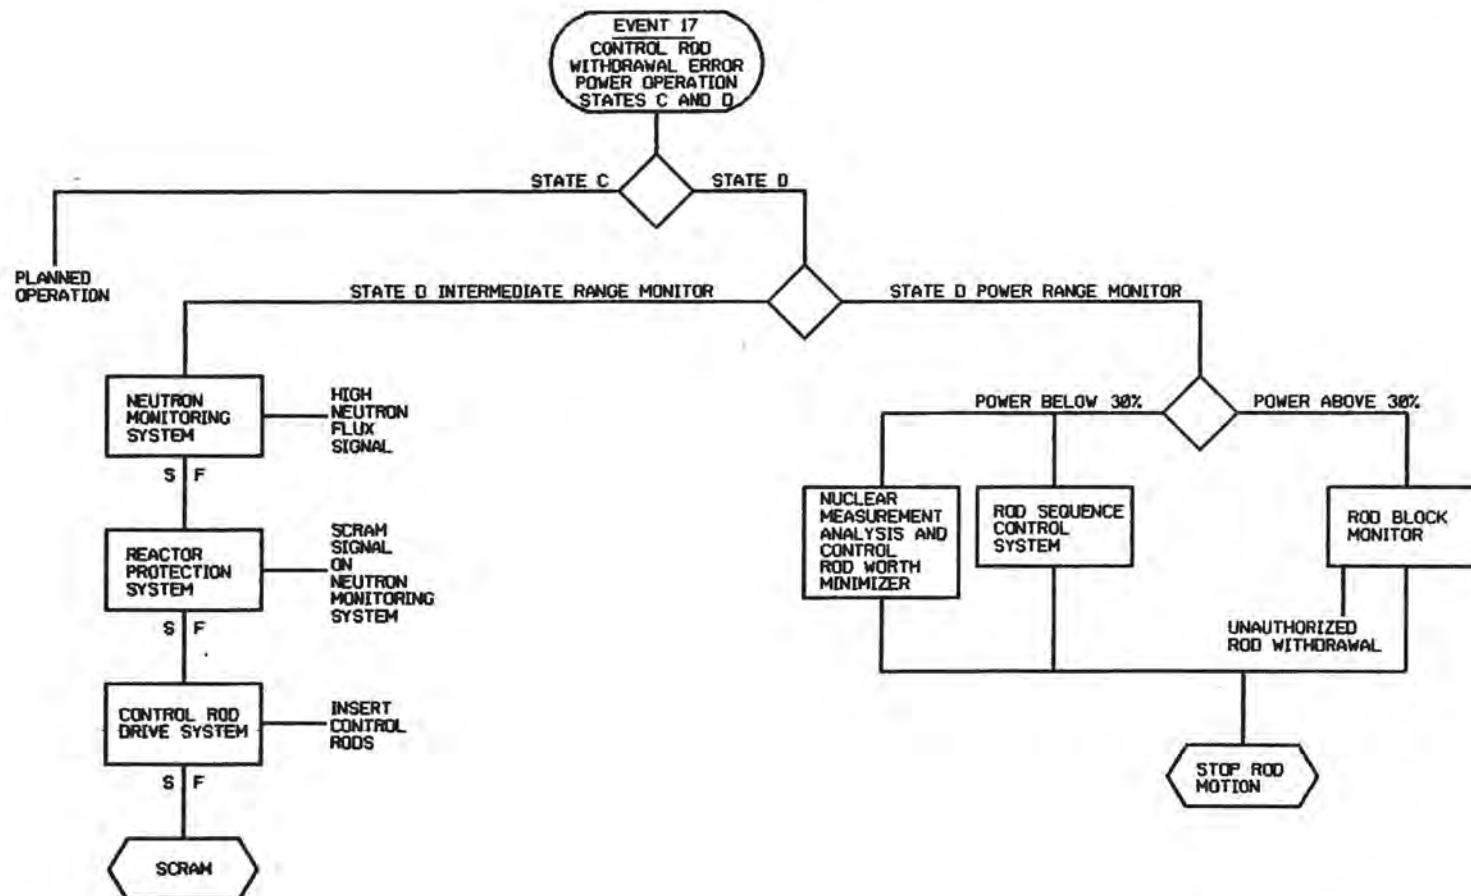 EVENT 17
CONTROL ROD
WITHDRAWAL ERROR
POWER OPERATION
STATES C AND D
STATE C
STATE D
PLANNED
OPERATION
STATE D INTERMEDIATE RANGE MONITOR
STATE D POWER RANGE MONITOR
NEUTRON
MONITORING
SYSTEM
HIGH
NEUTRON
FLUX
SIGNAL
S F
POWER BELOW 30%
POWER ABOVE 30%
NUCLEAR
MEASUREMENT
ANALYSIS AND
CONTROL
ROD WORTH
MINIMIZER
ROD SEQUENCE
CONTROL
SYSTEM
ROD BLOCK
MONITOR
REACTOR
PROTECTION
SYSTEM
SCRAM
SIGNAL
ON
NEUTRON
MONITORING
SYSTEM
S F
UNAUTHORIZED
ROD WITHDRAWAL
CONTROL ROD
DRIVE SYSTEM
INSERT
CONTROL
RODS
S F
STOP ROD
MOTION
SCRAM